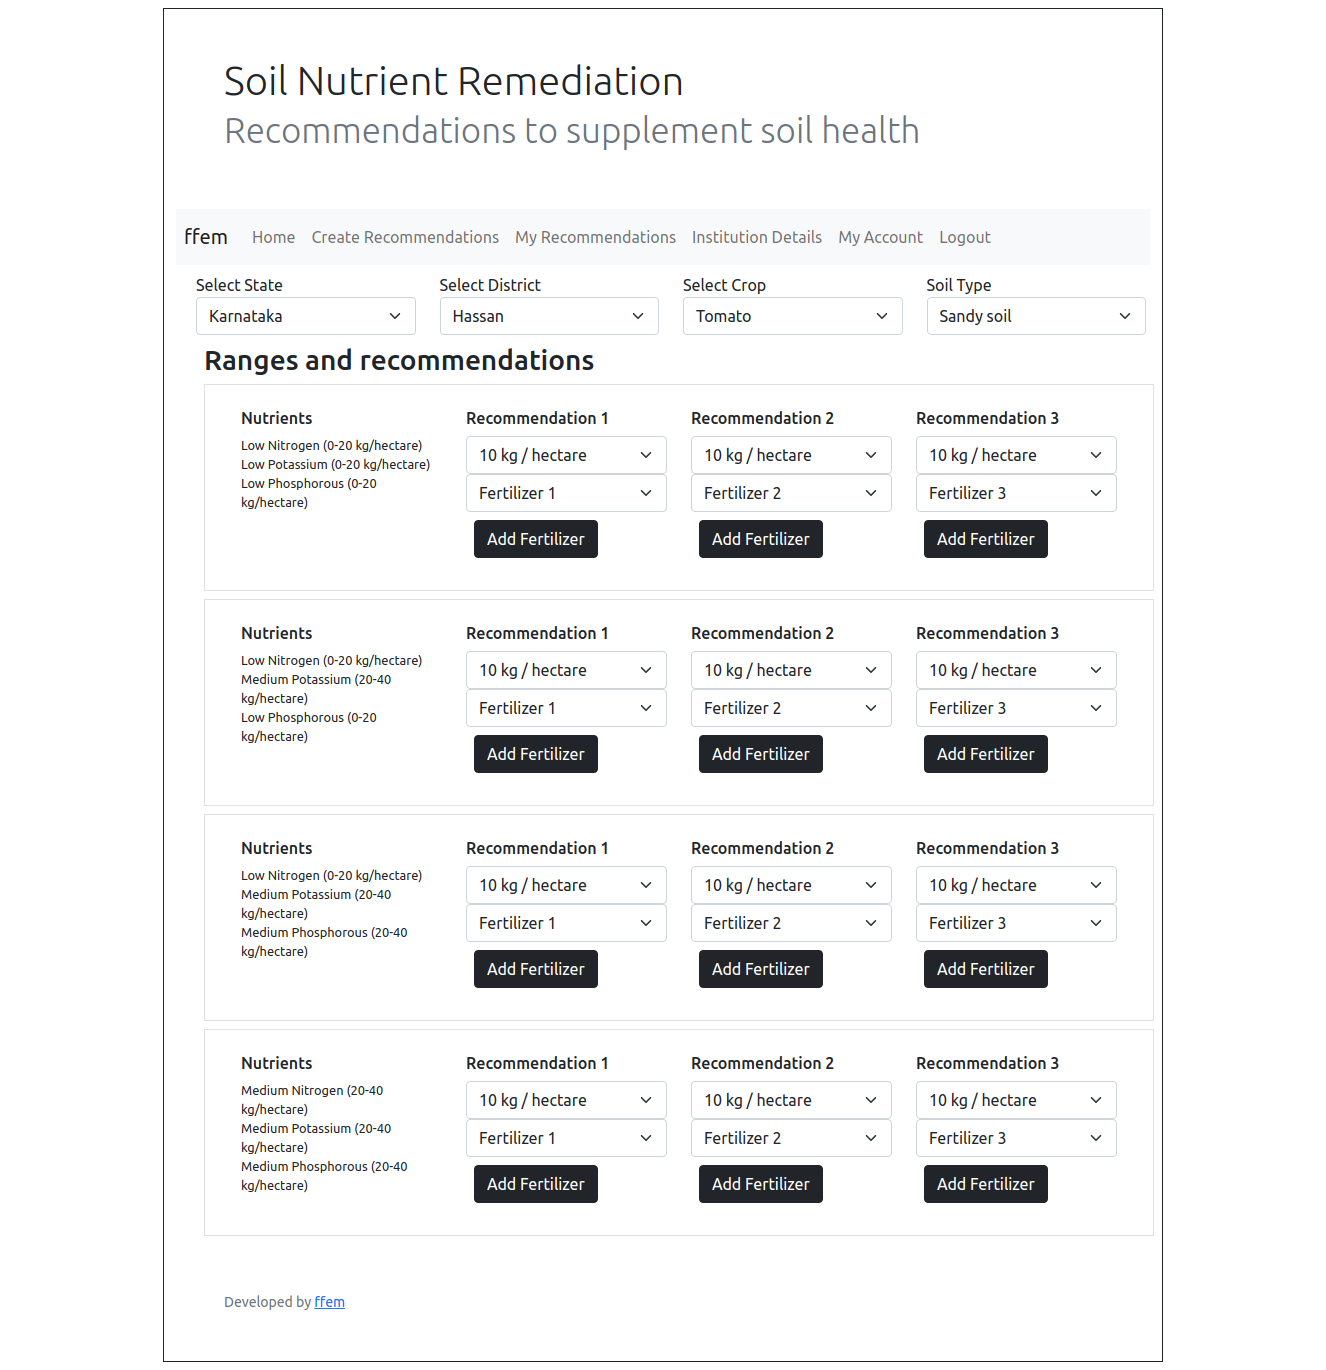 Soil Nutrient Remediation
Recommendations to supplement soil health
ffem Home Create Recommendations My Recommendations Institution Details My Account Logout
Select State Select District Select Crop Soil Type
Karnataka Hassan Tomato Sandy soil
Ranges and recommendations
Nutrients Recommendation 1 Recommendation 2 Recommendation 3
Low Nitrogen (0-20 kg/hectare) 10 kg / hectare 10 kg / hectare 10 kg / hectare
Low Potassium (0-20 kg/hectare)
Low Phosphorous (0-20 Fertilizer 1 Fertilizer 2 Fertilizer 3
kg/hectare)
Add Fertilizer Add Fertilizer Add Fertilizer
Nutrients Recommendation 1 Recommendation 2 Recommendation 3
Low Nitrogen (0-20 kg/hectare) 10 kg / hectare 10 kg / hectare 10 kg / hectare
Medium Potassium (20-40
kg/hectare) Fertilizer 1 Fertilizer 2 Fertilizer 3
Low Phosphorous (0-20
kg/hectare)
Add Fertilizer Add Fertilizer Add Fertilizer
Nutrients Recommendation 1 Recommendation 2 Recommendation 3
Low Nitrogen (0-20 kg/hectare) 10 kg / hectare 10 kg / hectare 10 kg / hectare
Medium Potassium (20-40
kg/hectare) Fertilizer 1 Fertilizer 2 Fertilizer 3
Medium Phosphorous (20-40
kg/hectare)
Add Fertilizer Add Fertilizer Add Fertilizer
Nutrients Recommendation 1 Recommendation 2 Recommendation 3
Medium Nitrogen (20-40 10 kg / hectare 10 kg / hectare 10 kg / hectare
kg/hectare)
Medium Potassium (20-40 Fertilizer 1 Fertilizer 2 Fertilizer 3
kg/hectare)
Medium Phosphorous (20-40
kg/hectare) Add Fertilizer Add Fertilizer Add Fertilizer
Developed by ffem